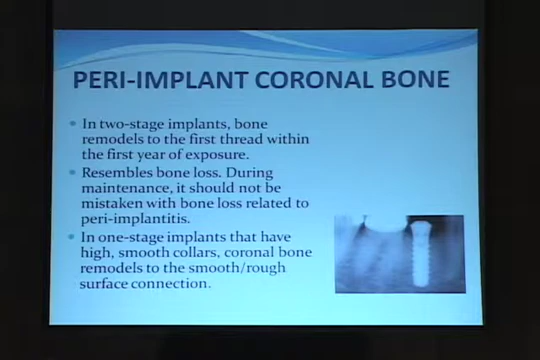 PERI-IMPLANT CORONAL BONE
In two-stage implants, bone
remodels to the first thread within
the first year of exposure.
Resembles bone loss. During
maintenance, it should not be
mistaken with bone loss related to
peri-implantitis.
In one-stage implants that have
high, smooth collars, coronal bone
remodels to the smooth/rough
surface connection.